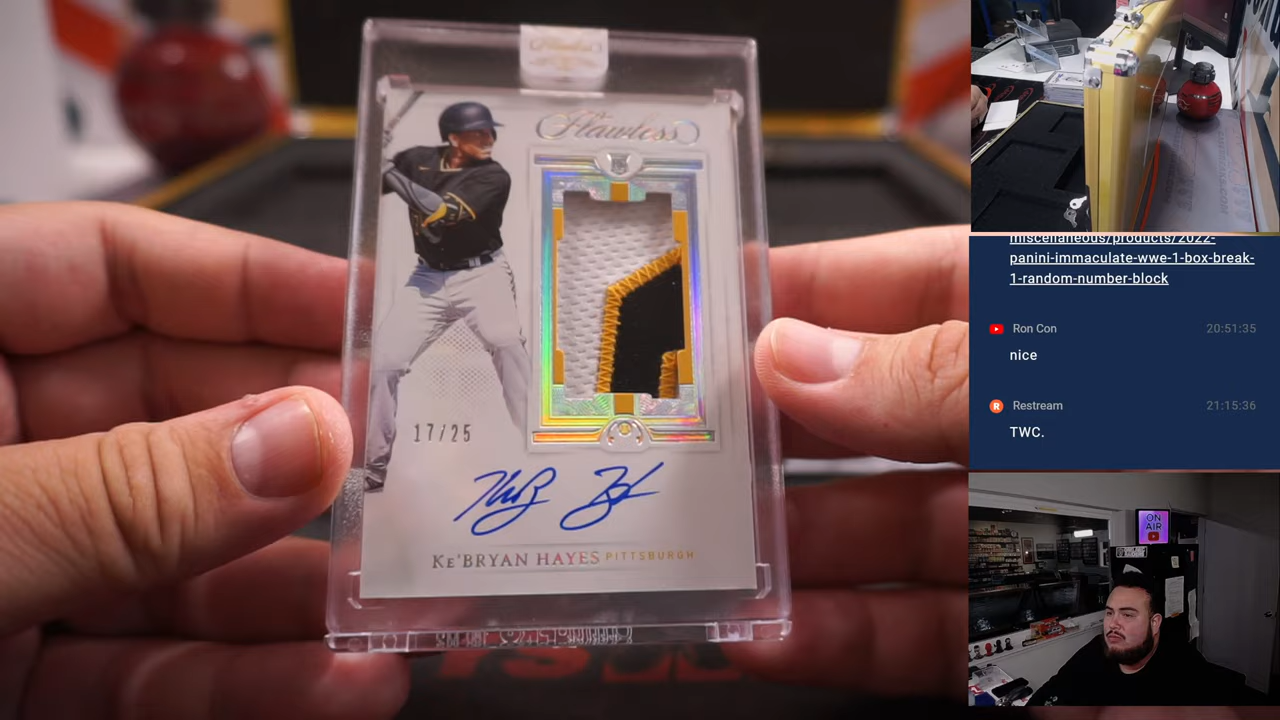 Flawless
17/25
KE'BRYAN HAYES PITTSBURGH
miscellaneous/products/2022-
panini-immaculate-wwe-1-box-break-
1-random-number-block
Ron Con 20:51:35
nice
Restream 21:15:36
TWC.
ON
AIR